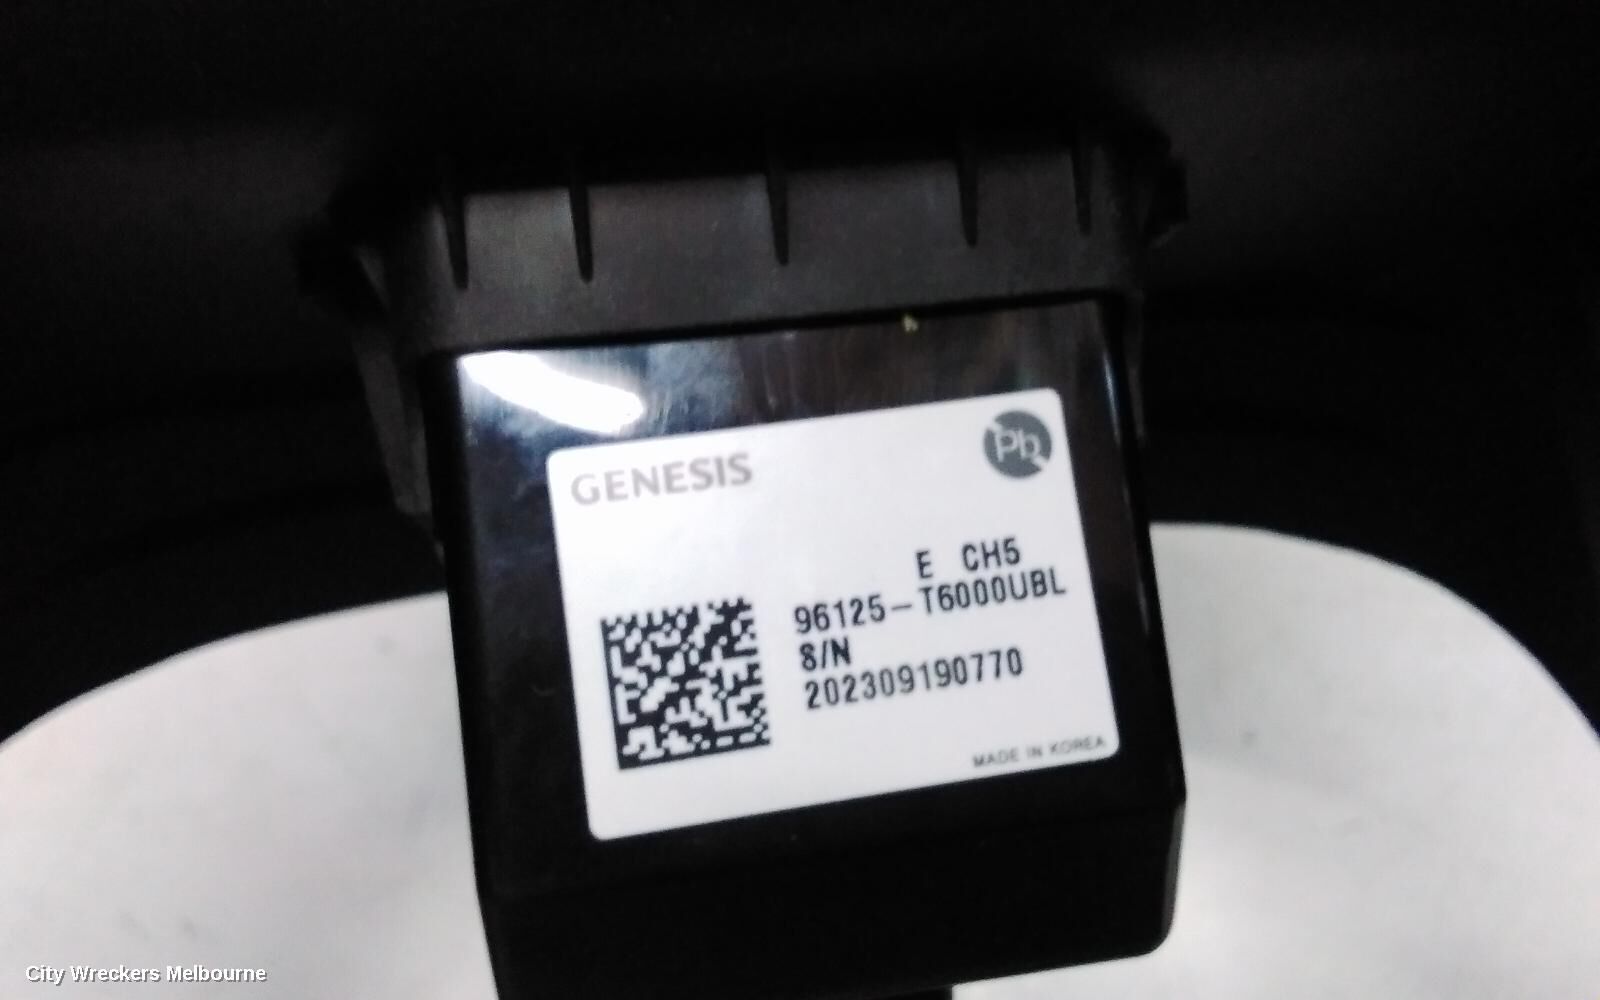 GENESIS
Pb
E CH5
96125-T6000UBL
S/N
202309190770
MADE IN KOREA
City Wreckers Melbourne